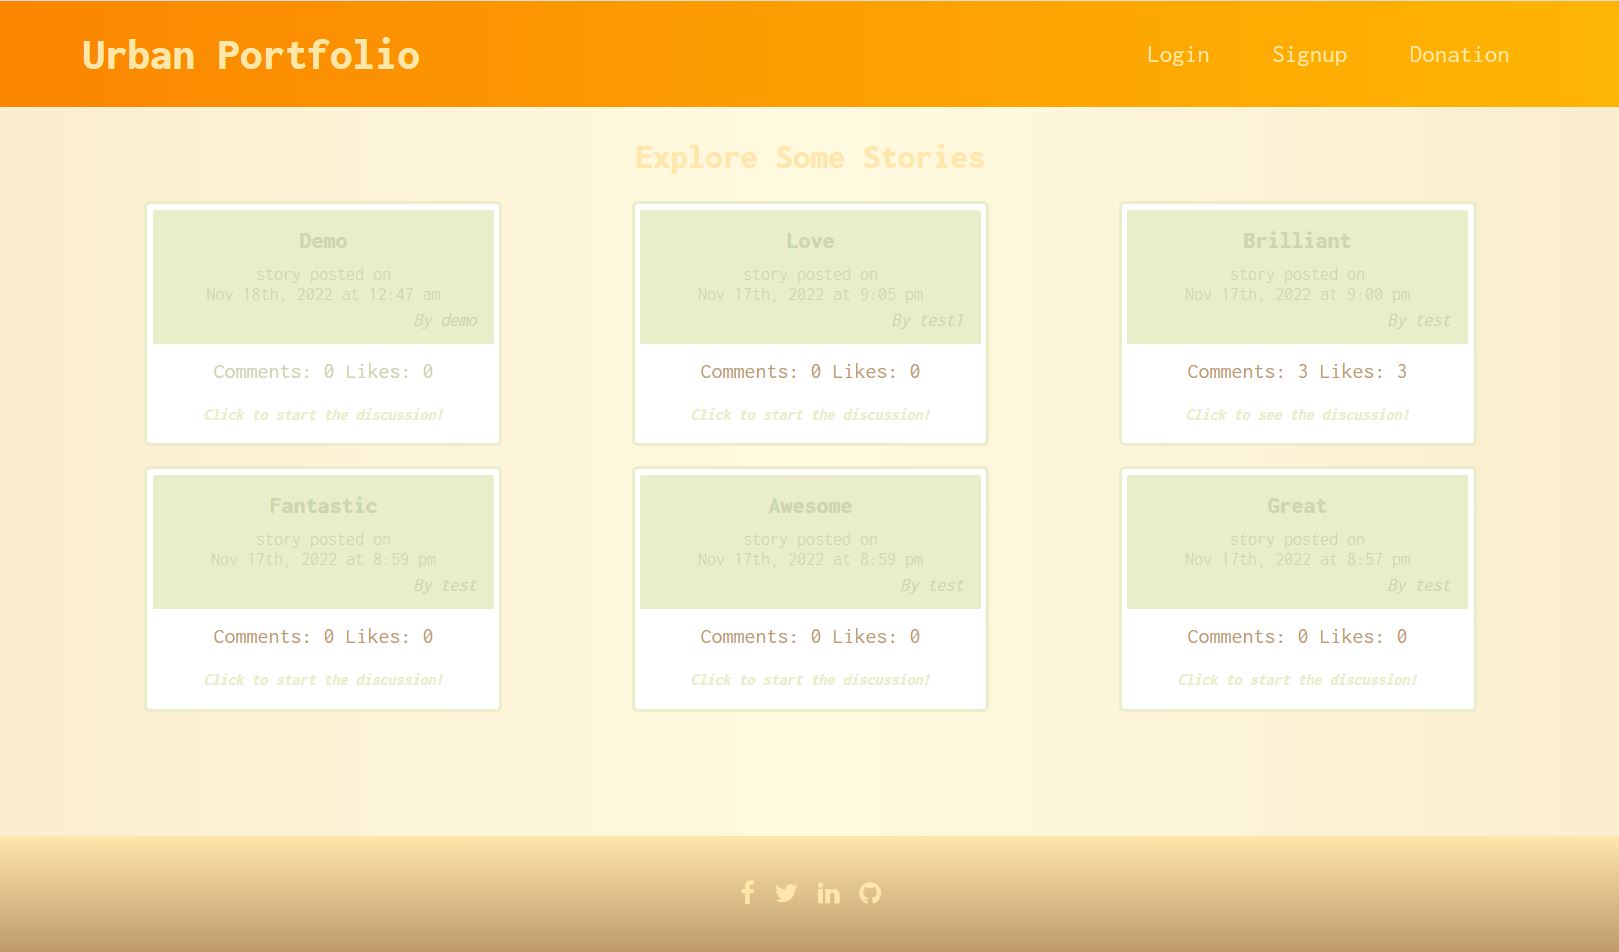 Urban Portfolio
Login Signup Donation
Explore Some Stories
Demo
story posted on
Nov 18th, 2022 at 12:47 am
By demo
Comments: 0 Likes: 0
Click to start the discussion!
Love
story posted on
Nov 17th, 2022 at 9:05 pm
By test1
Comments: 0 Likes: 0
Click to start the discussion!
Brilliant
story posted on
Nov 17th, 2022 at 9:00 pm
By test
Comments: 3 Likes: 3
Click to see the discussion!
Fantastic
story posted on
Nov 17th, 2022 at 8:59 pm
By test
Comments: 0 Likes: 0
Click to start the discussion!
Awesome
story posted on
Nov 17th, 2022 at 8:59 pm
By test
Comments: 0 Likes: 0
Click to start the discussion!
Great
story posted on
Nov 17th, 2022 at 8:57 pm
By test
Comments: 0 Likes: 0
Click to start the discussion!